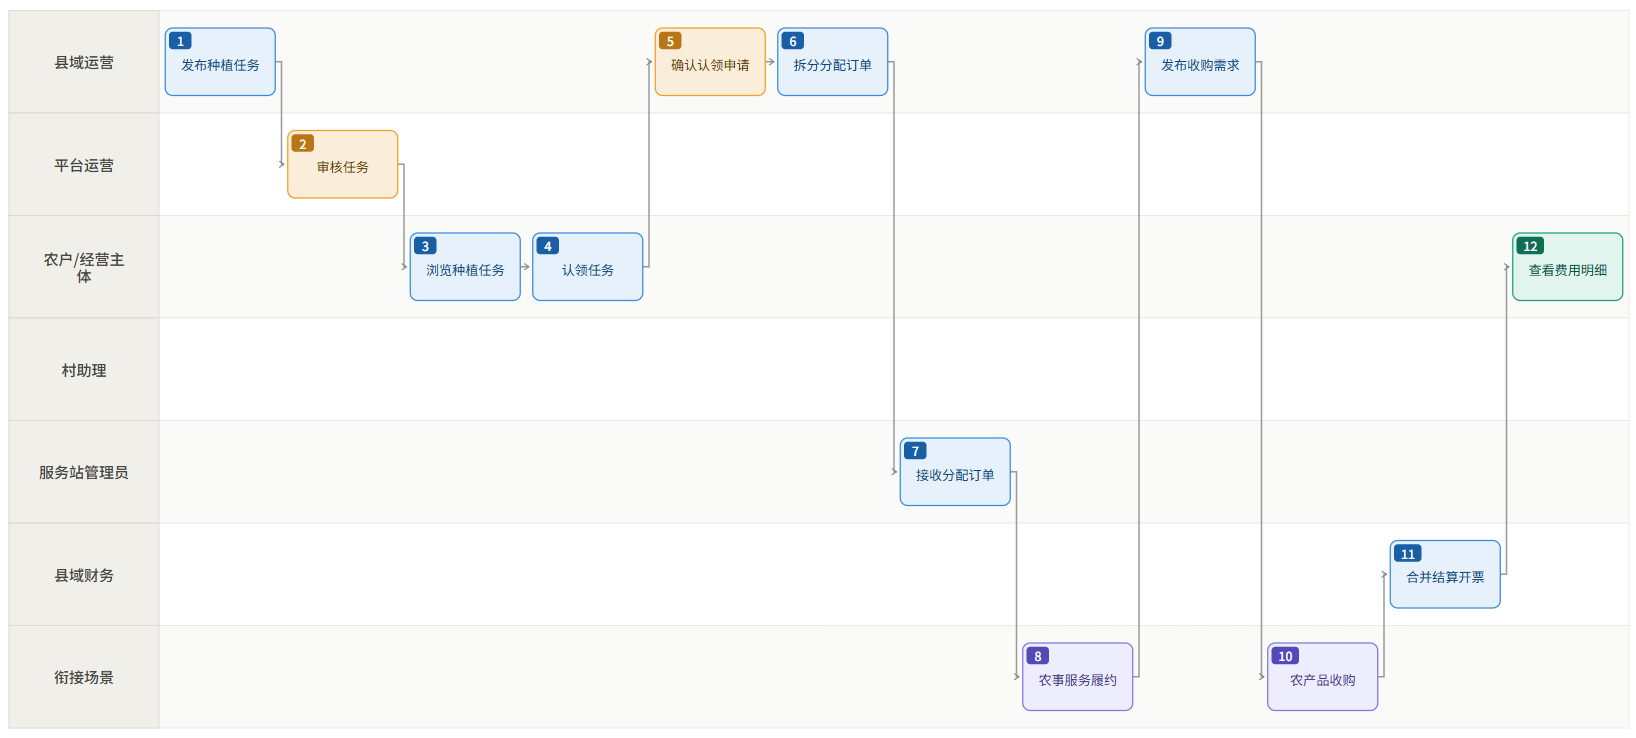 县域运营
1
发布种植任务
5
确认认领申请
6
拆分分配订单
9
发布收购需求
平台运营
2
审核任务
农户/经营主
体
3
浏览种植任务
4
认领任务
12
查看费用明细
村助理
服务站管理员
7
接收分配订单
县域财务
11
合并结算开票
衔接场景
8
农事服务履约
10
农产品收购